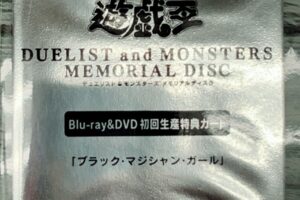 遊戯王
DUELIST and MONSTERS
MEMORIAL DISC
デュエリスト&モンスターズ メモリアルディスク
Blu-ray&DVD 初回生産特典カード
「ブラック・マジシャン・ガール」